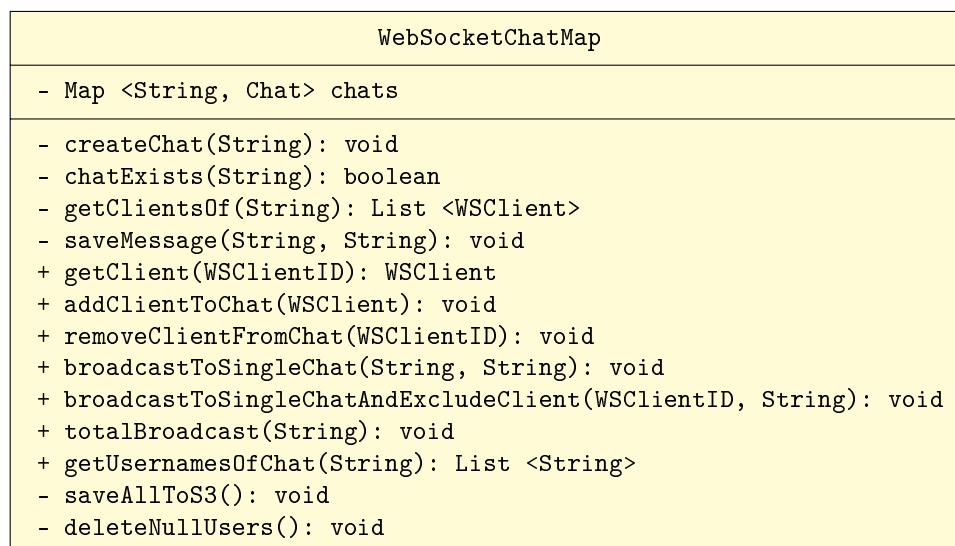 WebSocketChatMap
- Map <String, Chat> chats
- createChat(String): void
- chatExists(String): boolean
- getClientsOf(String): List <WSClient>
- saveMessage(String, String): void
+ getClient(WSClientID): WSClient
+ addClientToChat(WSClient): void
+ removeClientFromChat(WSClientID): void
+ broadcastToSingleChat(String, String): void
+ broadcastToSingleChatAndExcludeClient(WSClientID, String): void
+ totalBroadcast(String): void
+ getUsernamesOfChat(String): List <String>
- saveAllToS3(): void
- deleteNullUsers(): void